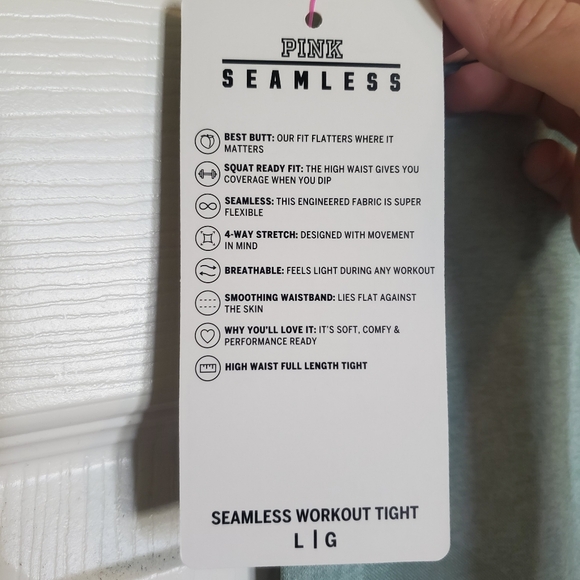 PINK
SEAMLESS
BEST BUTT: OUR FIT FLATTERS WHERE IT
MATTERS
SQUAT READY FIT: THE HIGH WAIST GIVES YOU
COVERAGE WHEN YOU DIP
SEAMLESS: THIS ENGINEERED FABRIC IS SUPER
FLEXIBLE
4-WAY STRETCH: DESIGNED WITH MOVEMENT
IN MIND
BREATHABLE: FEELS LIGHT DURING ANY WORKOUT
SMOOTHING WAISTBAND: LIES FLAT AGAINST
THE SKIN
WHY YOU'LL LOVE IT: IT'S SOFT, COMFY &
PERFORMANCE READY
HIGH WAIST FULL LENGTH TIGHT
SEAMLESS WORKOUT TIGHT
L | G